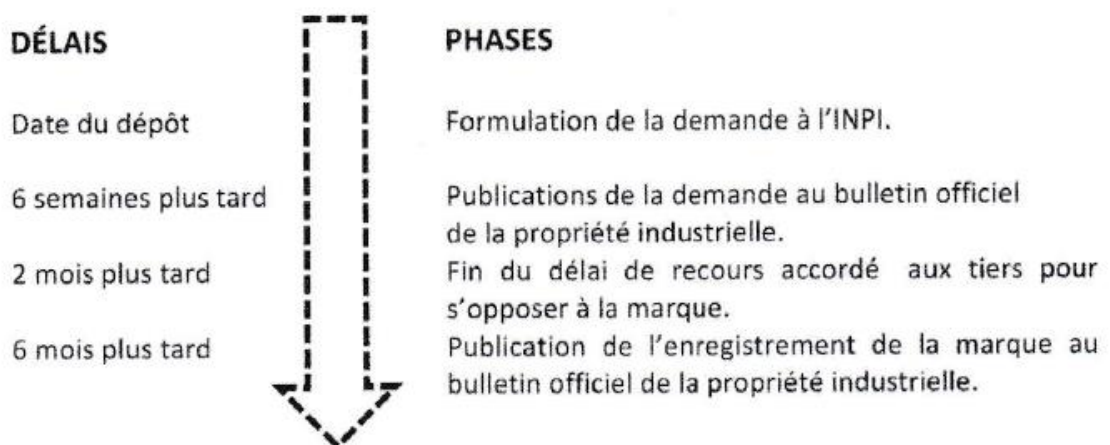 DÉLAIS PHASES
Date du dépôt Formulation de la demande à l'INPI.
6 semaines plus tard Publications de la demande au bulletin officiel
de la propriété industrielle.
2 mois plus tard Fin du délai de recours accordé aux tiers pour
s'opposer à la marque.
6 mois plus tard Publication de l'enregistrement de la marque au
bulletin officiel de la propriété industrielle.